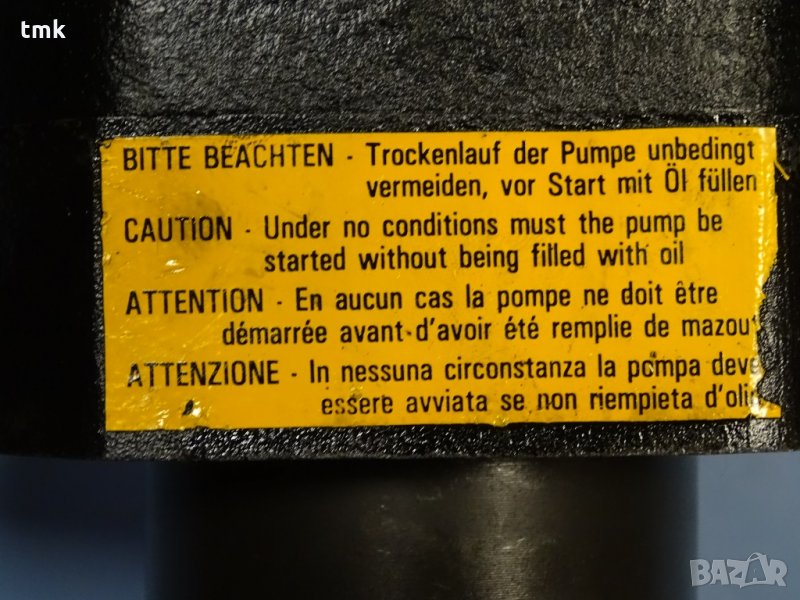 tmk
BITTE BEACHTEN - Trockenlauf der Pumpe unbedingt
vermeiden, vor Start mit Öl füllen
CAUTION - Under no conditions must the pump be
started without being filled with oil
ATTENTION - En aucun cas la pompe ne doit être
démarrée avant d'avoir été remplie de mazou
ATTENZIONE - In nessuna circonstanza la pompa deve
essere avviata se non riempieta d'oli
BAZAR